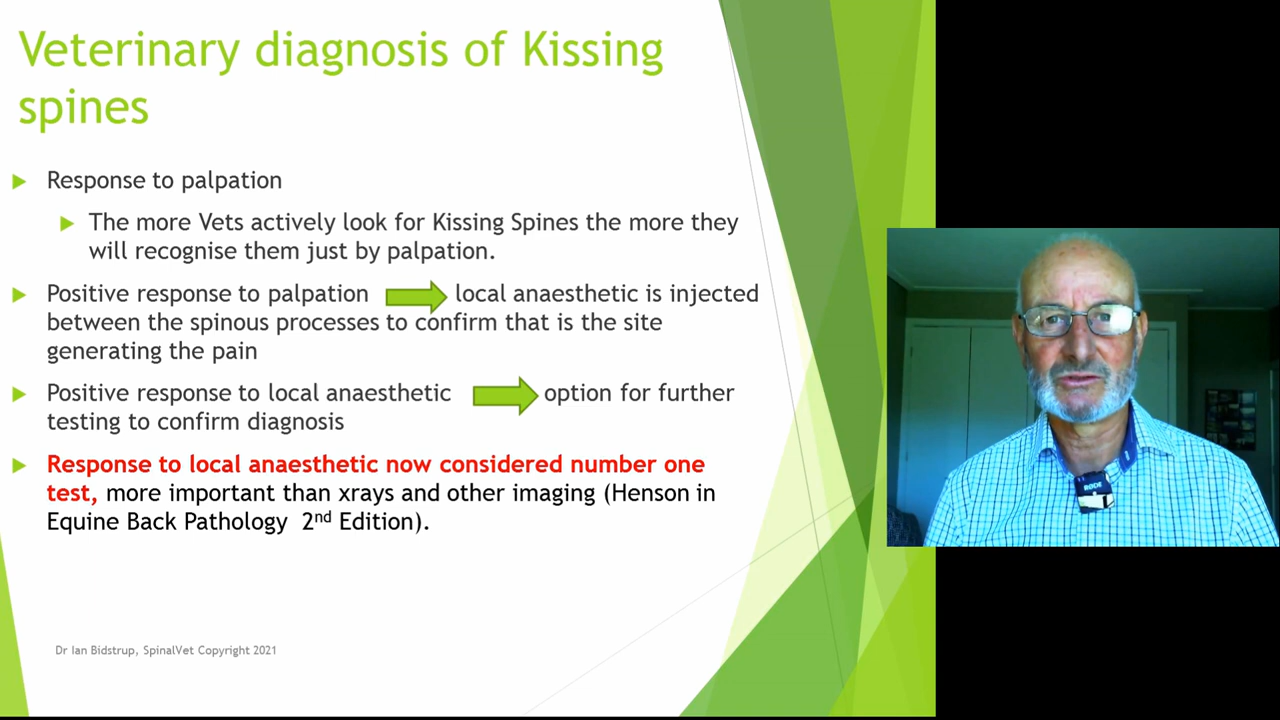 Veterinary diagnosis of Kissing
spines
Response to palpation
The more Vets actively look for Kissing Spines the more they
will recognise them just by palpation.
Positive response to palpation local anaesthetic is injected
between the spinous processes to confirm that is the site
generating the pain
Positive response to local anaesthetic option for further
testing to confirm diagnosis
Response to local anaesthetic now considered number one
test, more important than xrays and other imaging (Henson in
Equine Back Pathology 2nd Edition).
Dr Ian Bidstrup, SpinalVet Copyright 2021
RØDE